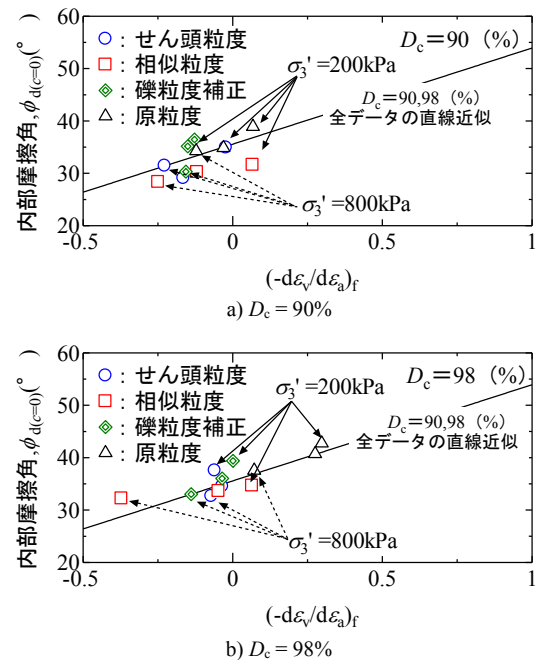 60
50
40
30
20
内部摩擦角,ϕd(c=0)(°)
○：せん頭粒度
□：相似粒度
◇：礫粒度補正
△：原粒度
σ3'=200kPa
Dc＝90（%）
Dc＝90,98（%）
全データの直線近似
σ3'=800kPa
-0.5 0 0.5 1
(-dεv/dεa)f
a) Dc = 90%
60
50
40
30
20
内部摩擦角,ϕd(c=0)(°)
○：せん頭粒度
□：相似粒度
◇：礫粒度補正
△：原粒度
σ3'=200kPa
Dc＝98（%）
Dc＝90,98（%）
全データの直線近似
σ3'=800kPa
-0.5 0 0.5 1
(-dεv/dεa)f
b) Dc = 98%